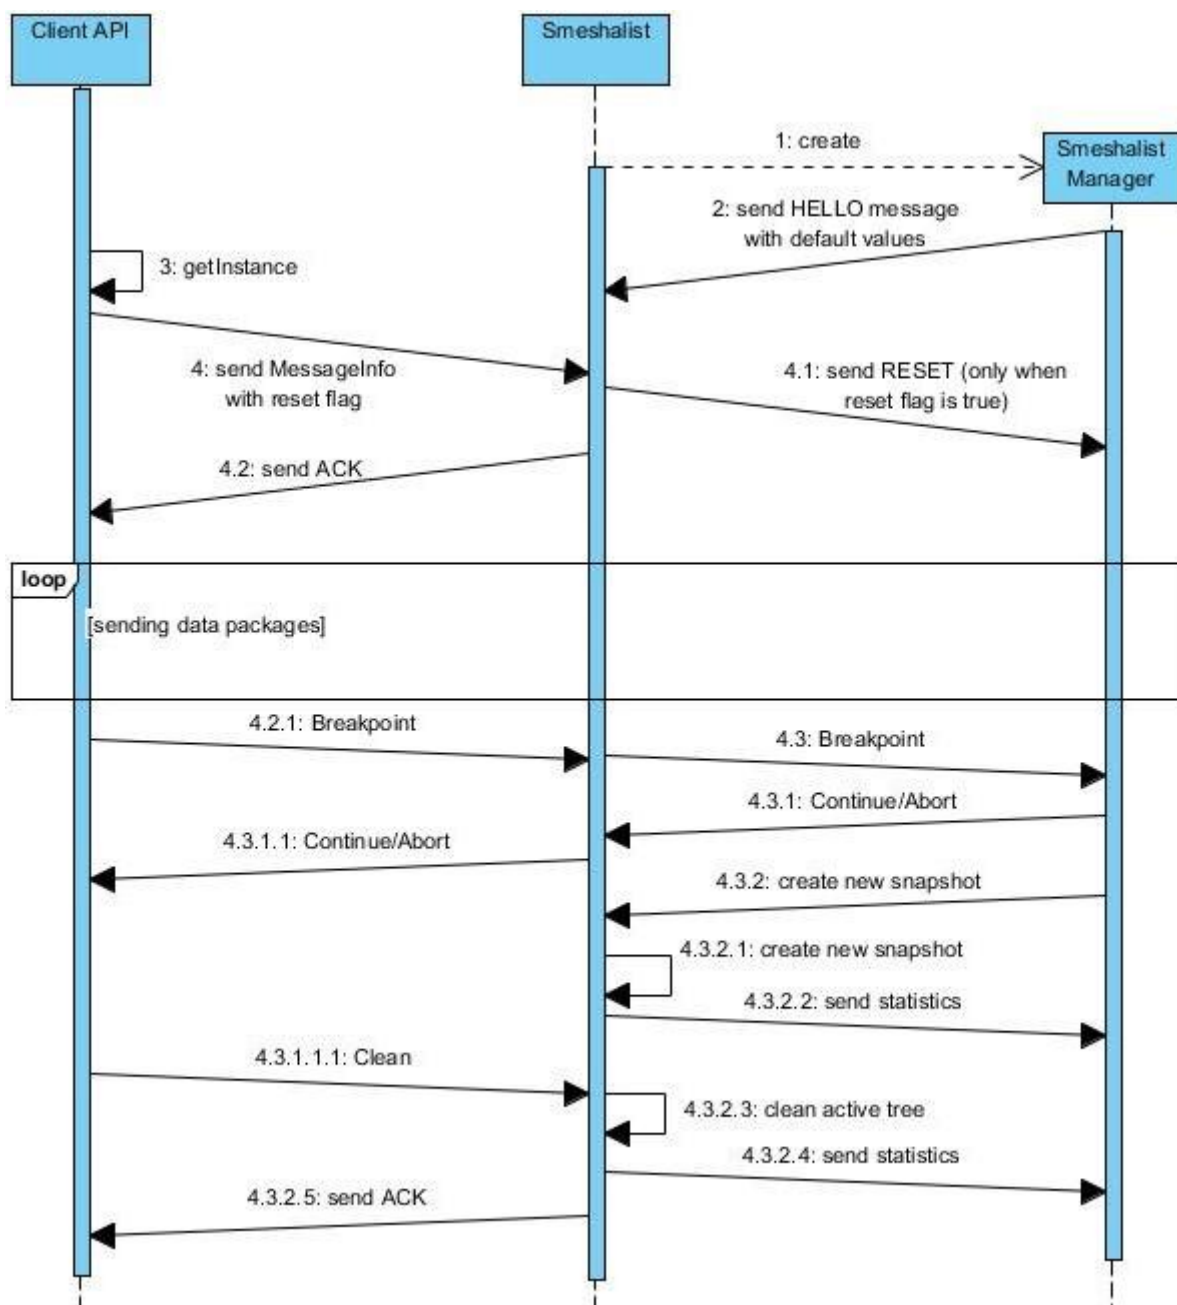 Client API
Smeshalist
1: create
Smeshalist
Manager
2: send HELLO message
with default values
3: getInstance
4: send MessageInfo
with reset flag
4.1: send RESET (only when
reset flag is true)
4.2: send ACK
loop
[sending data packages]
4.2.1: Breakpoint
4.3: Breakpoint
4.3.1: Continue/Abort
4.3.1.1: Continue/Abort
4.3.2: create new snapshot
4.3.2.1: create new snapshot
4.3.2.2: send statistics
4.3.1.1.1: Clean
4.3.2.3: clean active tree
4.3.2.4: send statistics
4.3.2.5: send ACK